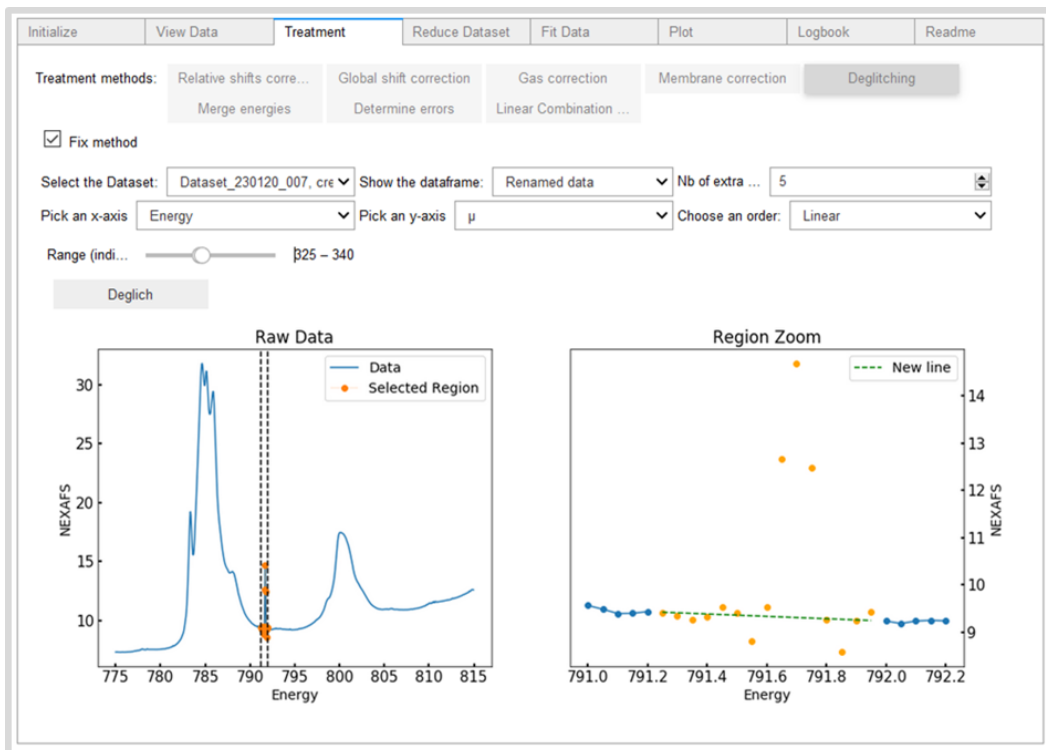 Initialize View Data Treatment Reduce Dataset Fit Data Plot Logbook Readme
Treatment methods: Relative shifts corre... Global shift correction Gas correction Membrane correction Deglitching
Merge energies Determine errors Linear Combination ...
Fix method
Select the Dataset: Dataset_230120_007, cre Show the dataframe: Renamed data Nb of extra ... 5
Pick an x-axis Energy Pick an y-axis μ Choose an order: Linear
Range (indi... 325 – 340
Deglich
Raw Data Region Zoom
Data
Selected Region
New line
30
25
20
15
10
NEXAFS
775 780 785 790 795 800 805 810 815
Energy
14
13
12
11
10
9
NEXAFS
791.0 791.2 791.4 791.6 791.8 792.0 792.2
Energy